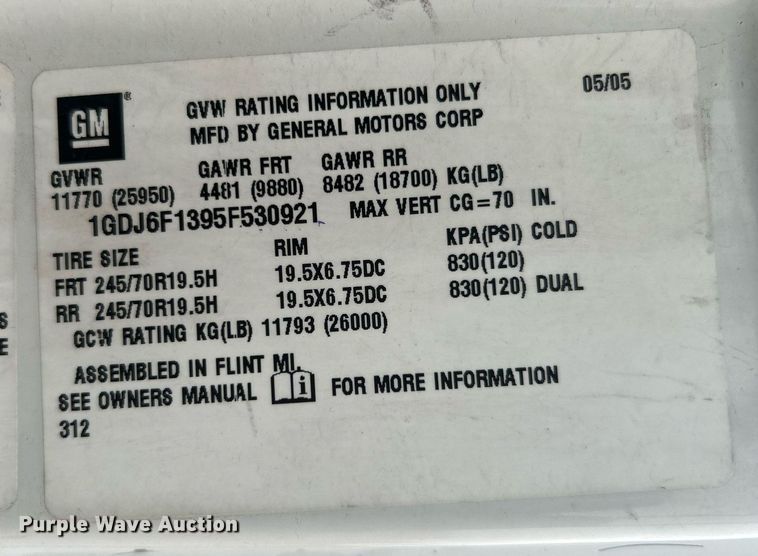 GM®
GVW RATING INFORMATION ONLY 05/05
MFD BY GENERAL MOTORS CORP
GVWR GAWR FRT GAWR RR
11770 (25950) 4481 (9880) 8482 (18700) KG(LB)
1GDJ6F1395F530921 MAX VERT CG=70 IN.
TIRE SIZE RIM KPA(PSI) COLD
FRT 245/70R19.5H 19.5X6.75DC 830(120)
RR 245/70R19.5H 19.5X6.75DC 830(120) DUAL
GCW RATING KG(LB) 11793 (26000)
ASSEMBLED IN FLINT MI.
SEE OWNERS MANUAL i FOR MORE INFORMATION
312
S
E
Purple Wave Auction